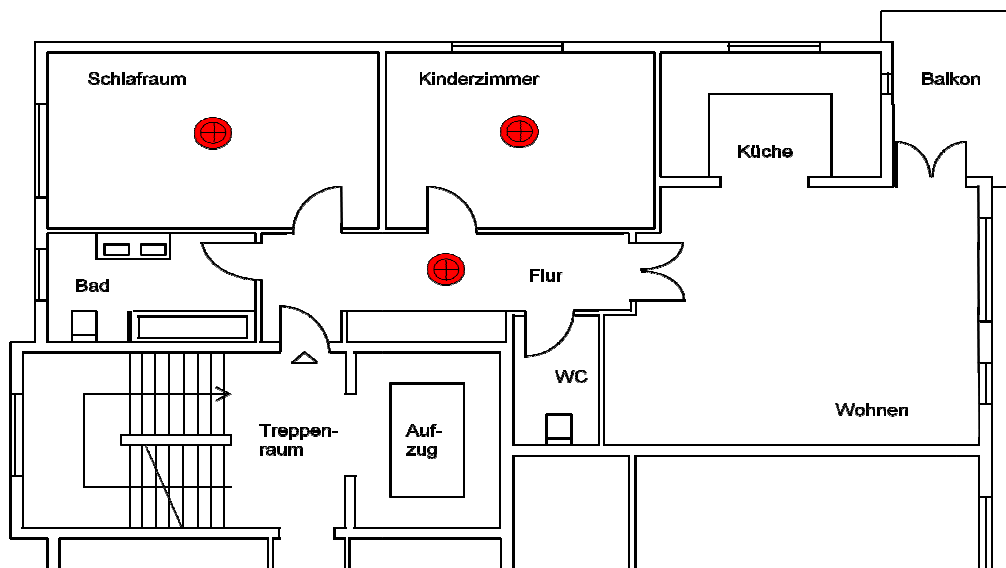 Schlafraum
Kinderzimmer
Balkon
Küche
Flur
Bad
WC
Wohnen
Treppen-
raum
Auf-
zug